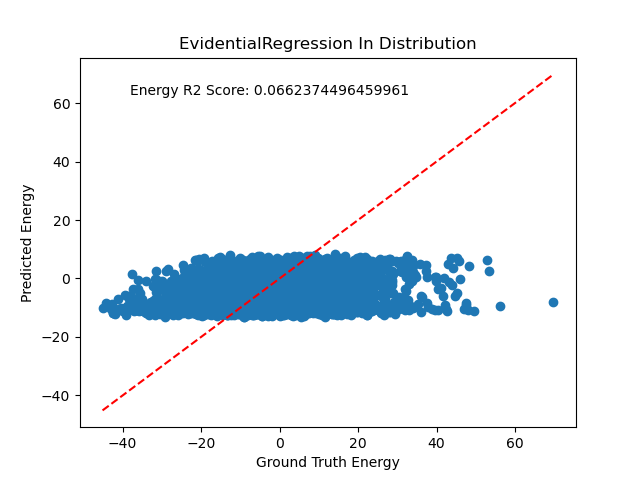 EvidentialRegression In Distribution
Energy R2 Score: 0.0662374496459961
60
40
20
0
−20
−40
Predicted Energy
−40 −20 0 20 40 60
Ground Truth Energy